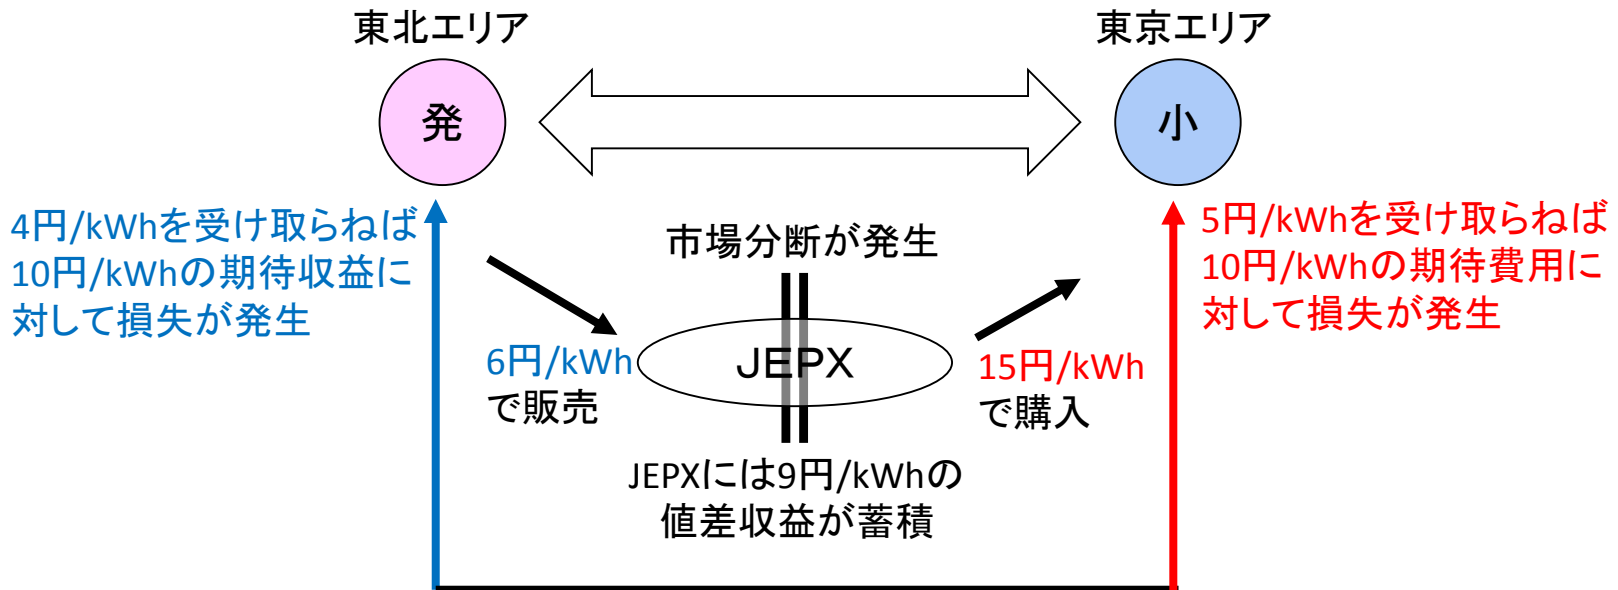 東北エリア
東京エリア
発
小
4円/kWhを受け取らねば
10円/kWhの期待収益に
対して損失が発生
市場分断が発生
5円/kWhを受け取らねば
10円/kWhの期待費用に
対して損失が発生
6円/kWh
で販売
JEPX
15円/kWh
で購入
JEPXには9円/kWhの
値差収益が蓄積